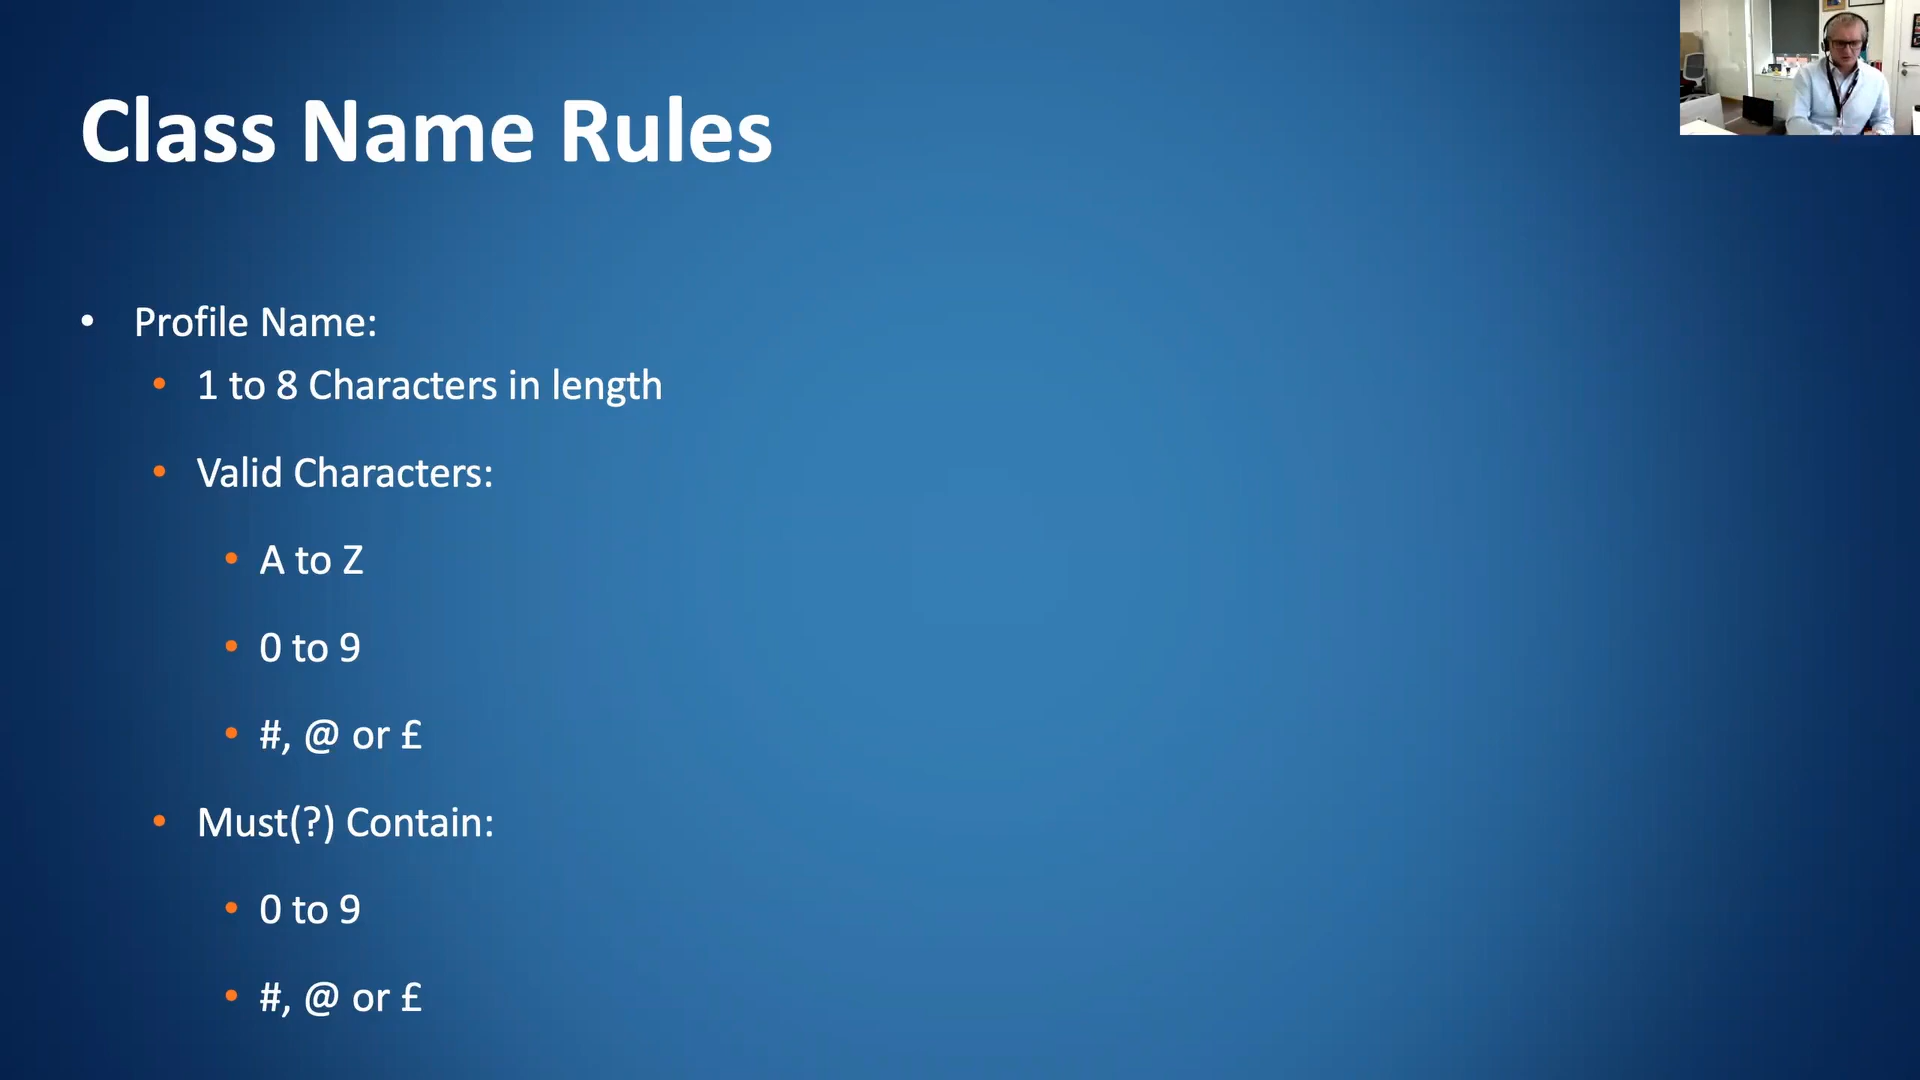 Class Name Rules
• Profile Name:
• 1 to 8 Characters in length
• Valid Characters:
• A to Z
• 0 to 9
• #, @ or £
• Must(?) Contain:
• 0 to 9
• #, @ or £